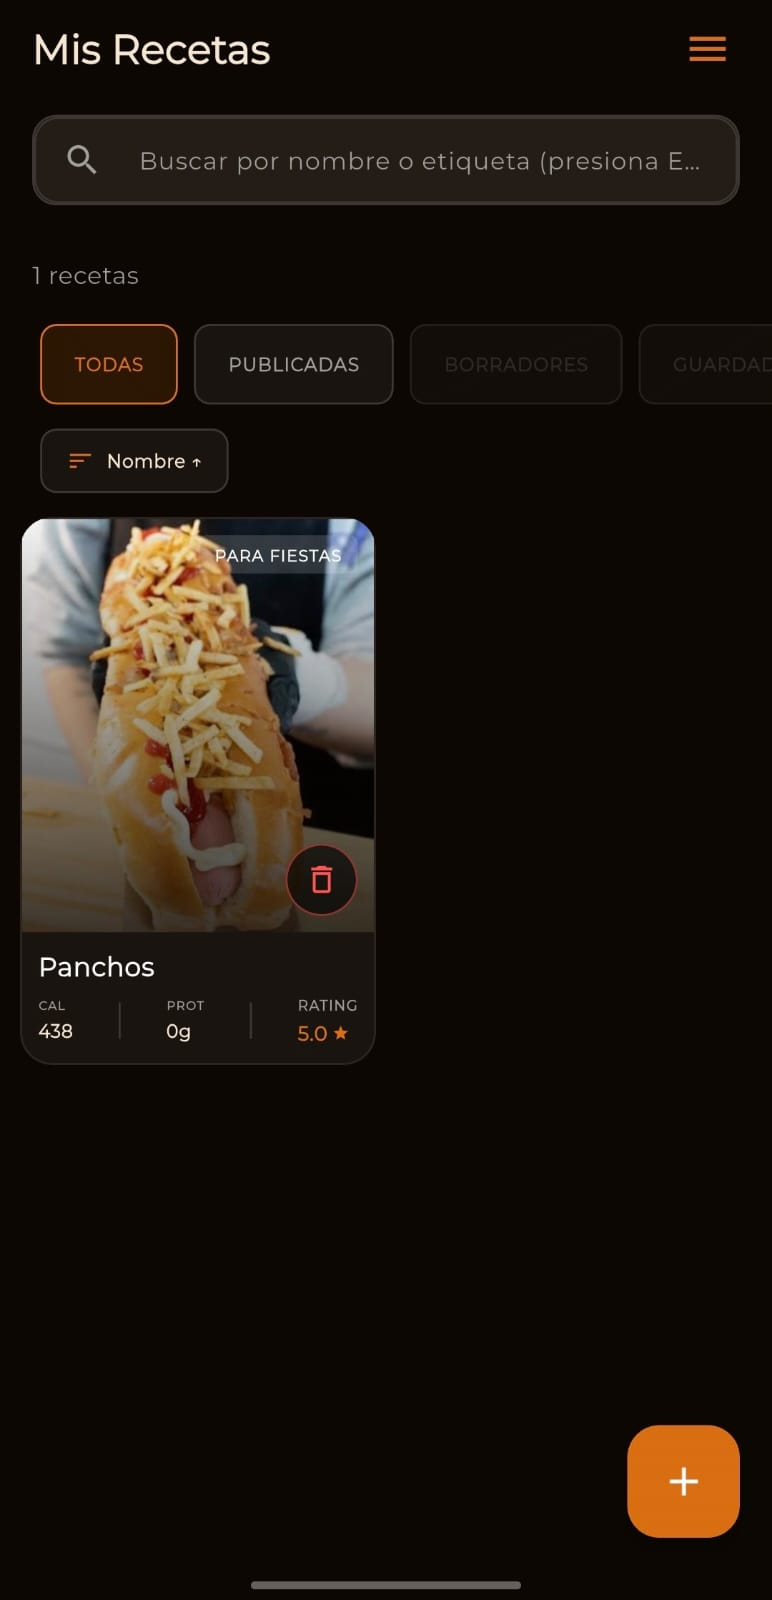 Mis Recetas
Buscar por nombre o etiqueta (presiona E...
1 recetas
TODAS PUBLICADAS BORRADORES GUARDAD
Nombre ↑
PARA FIESTAS
Panchos
CAL PROT RATING
438 0g 5.0 ★